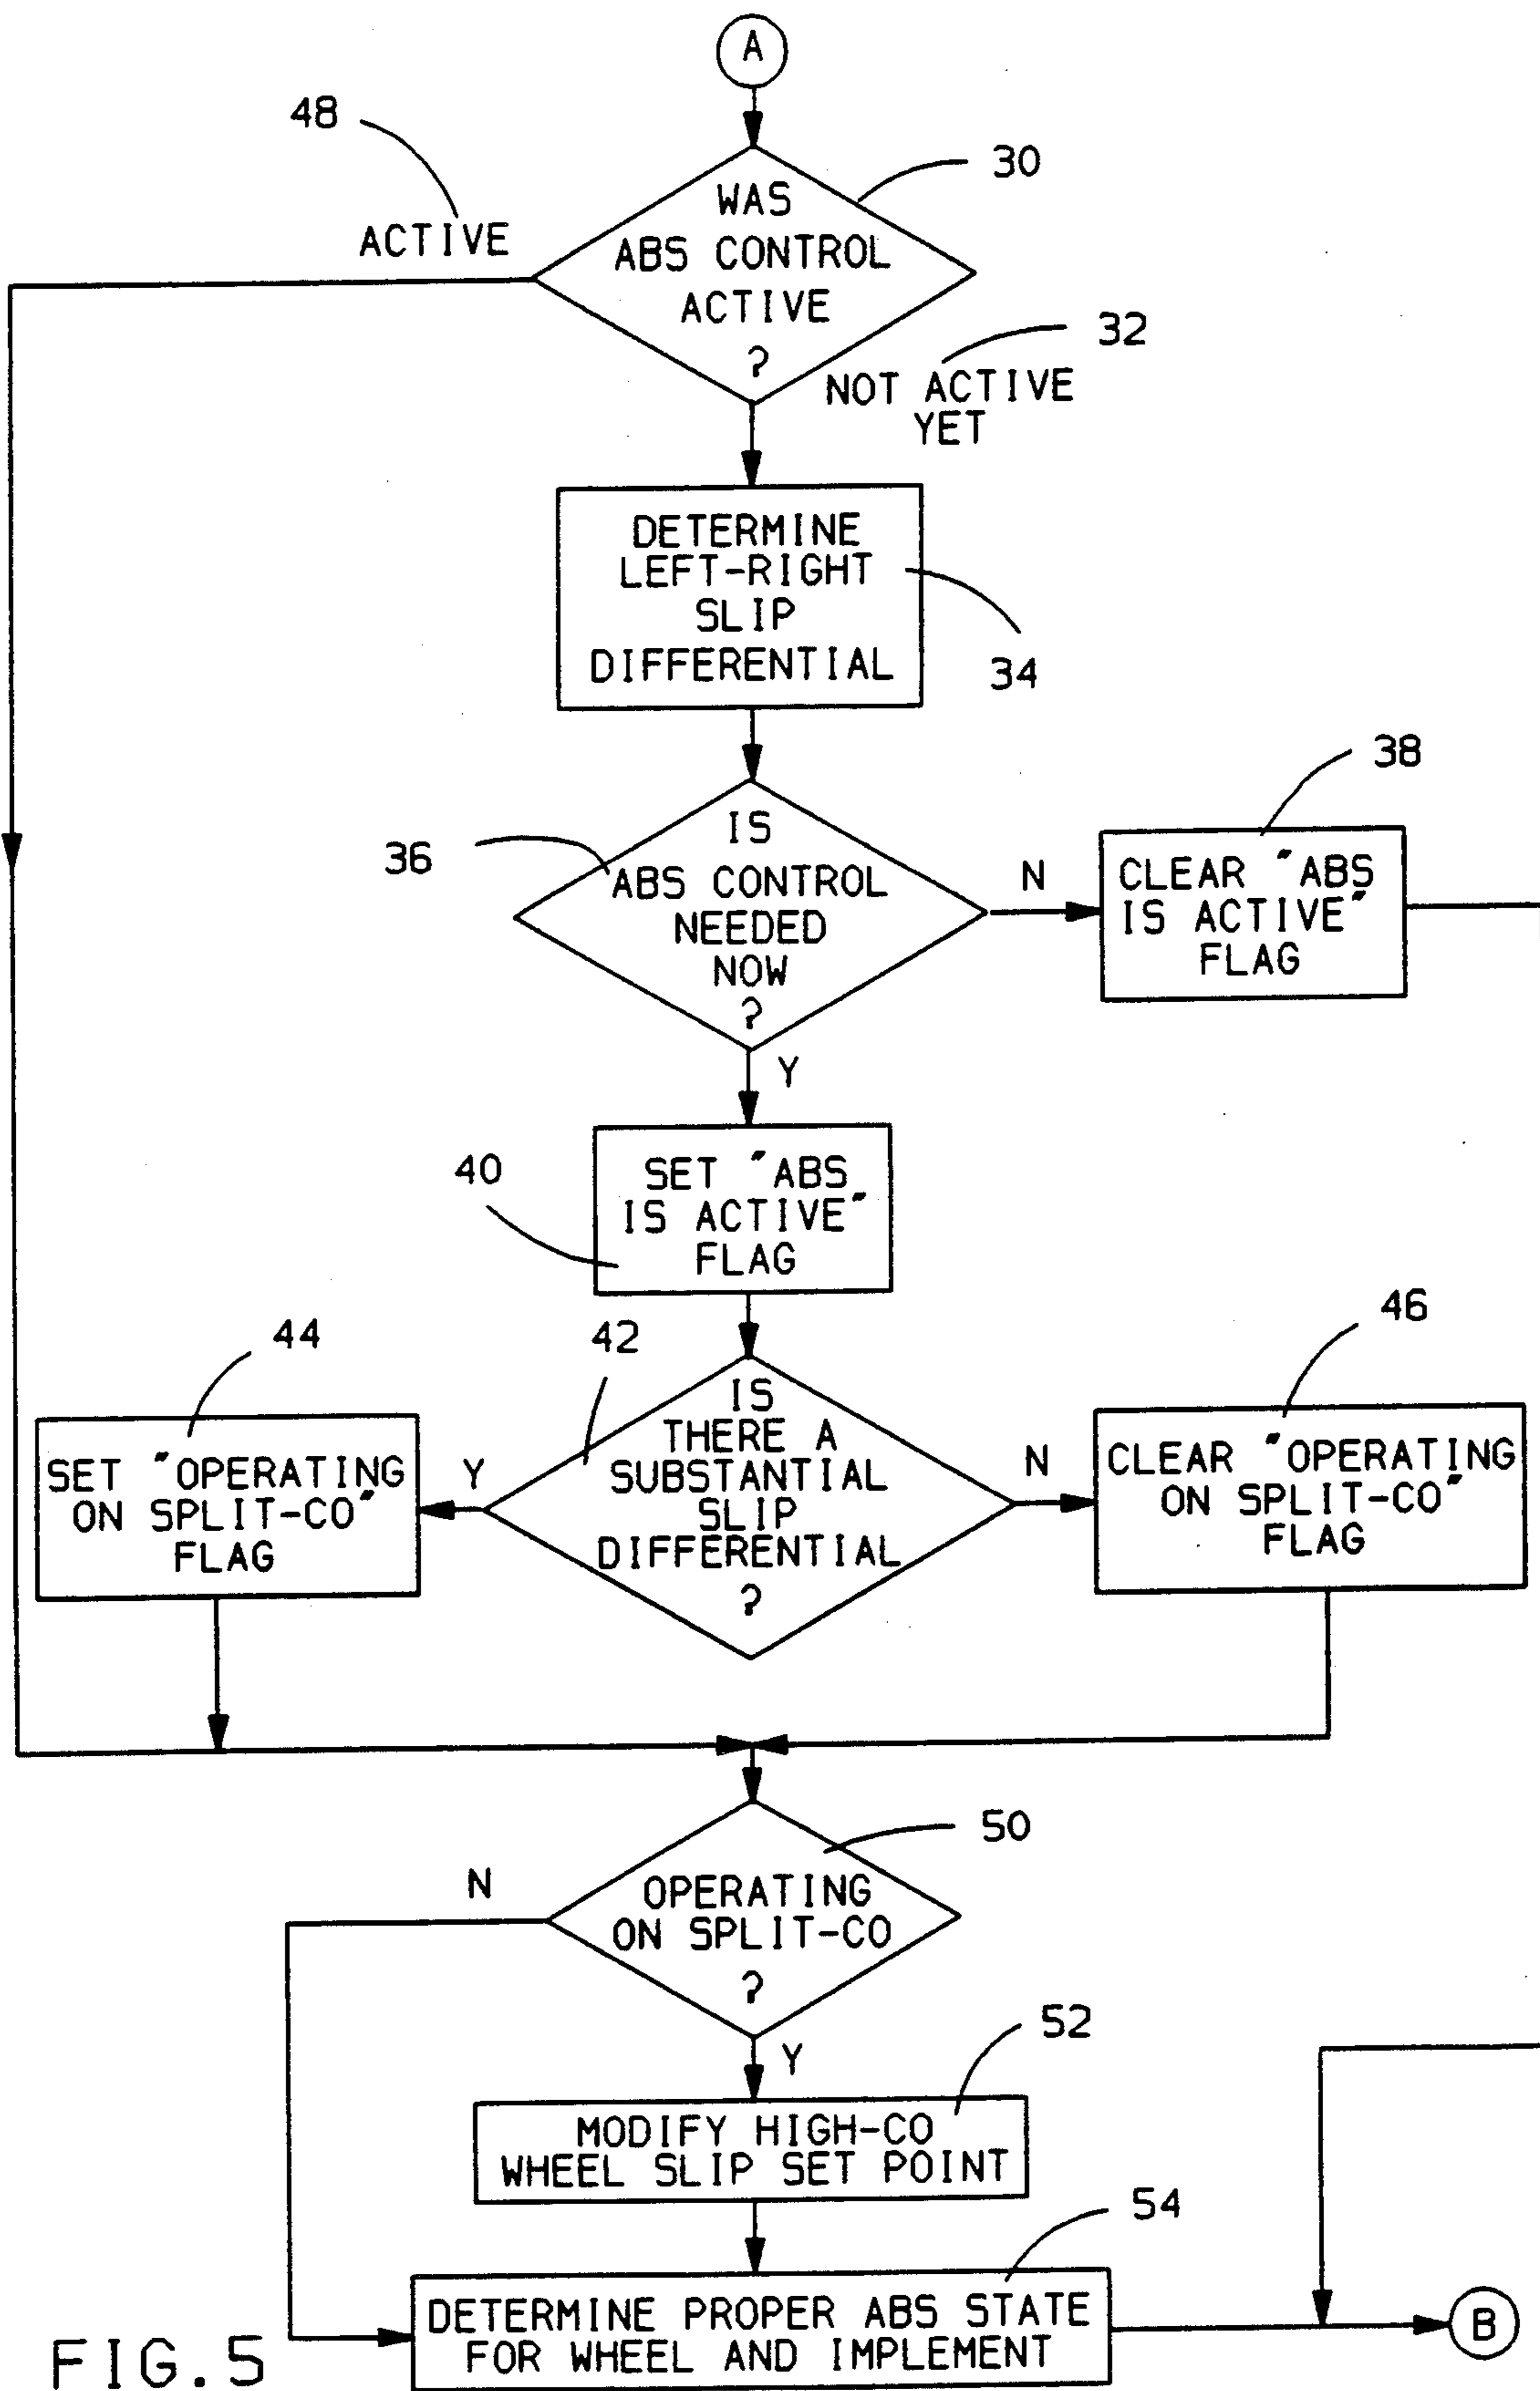 A
48
30
WAS
ABS CONTROL
ACTIVE
?
ACTIVE
32
NOT ACTIVE
YET
DETERMINE
LEFT-RIGHT
SLIP
DIFFERENTIAL
34
38
36
IS
ABS CONTROL
NEEDED
NOW
?
N
CLEAR "ABS
IS ACTIVE"
FLAG
Y
40
SET "ABS
IS ACTIVE"
FLAG
44
42
46
SET "OPERATING
ON SPLIT-CO"
FLAG
Y
IS
THERE A
SUBSTANTIAL
SLIP
DIFFERENTIAL
?
N
CLEAR "OPERATING
ON SPLIT-CO"
FLAG
50
N
OPERATING
ON SPLIT-CO
?
52
Y
MODIFY HIGH-CO
WHEEL SLIP SET POINT
54
DETERMINE PROPER ABS STATE
FOR WHEEL AND IMPLEMENT
B
FIG.5